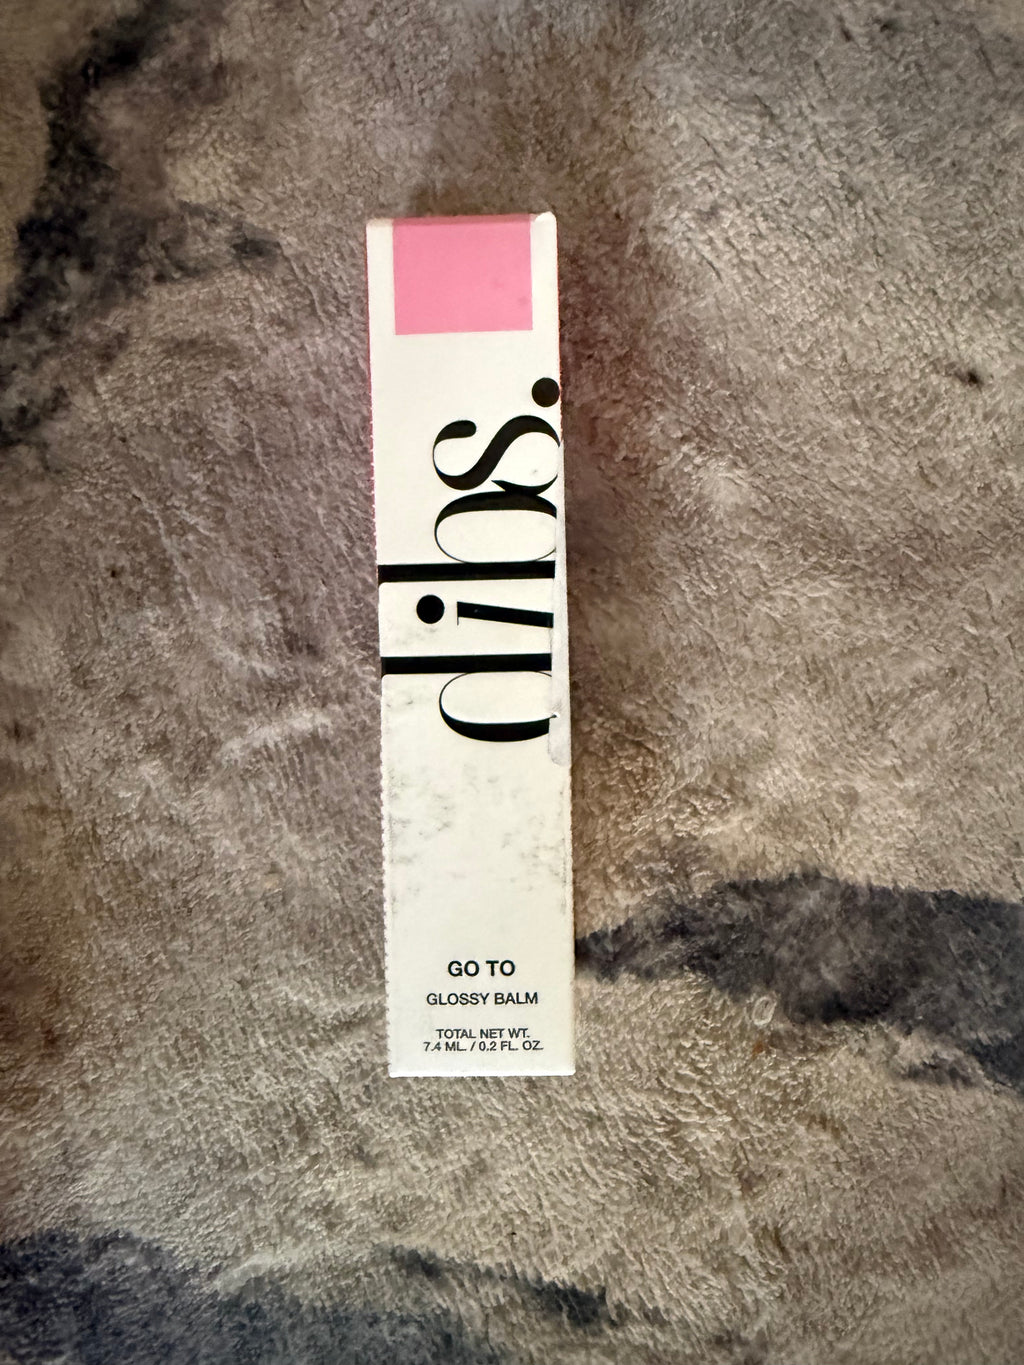 dibs.
GO TO
GLOSSY BALM
TOTAL NET WT.
7.4 ML. / 0.2 FL. OZ.